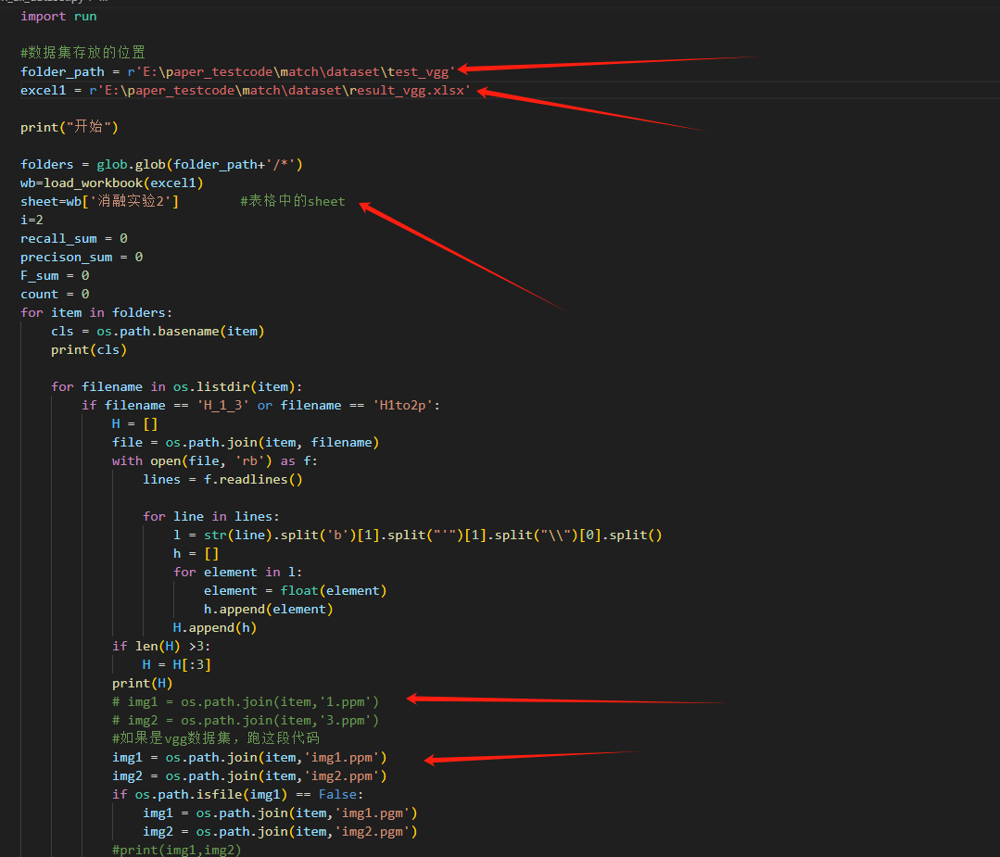 import run
#数据集存放的位置
folder_path = r'E:\paper_testcode\match\dataset\test_vgg'
excel1 = r'E:\paper_testcode\match\dataset\result_vgg.xlsx'
print("开始")
folders = glob.glob(folder_path+'/*')
wb=load_workbook(excel1)
sheet=wb['消融实验2'] #表格中的sheet
i=2
recall_sum = 0
precison_sum = 0
F_sum = 0
count = 0
for item in folders:
cls = os.path.basename(item)
print(cls)
for filename in os.listdir(item):
if filename == 'H_1_3' or filename == 'H1to2p':
H = []
file = os.path.join(item, filename)
with open(file, 'rb') as f:
lines = f.readlines()
for line in lines:
l = str(line).split('b')[1].split("'")[1].split("\\")[0].split()
h = []
for element in l:
element = float(element)
h.append(element)
H.append(h)
if len(H) >3:
H = H[:3]
print(H)
# img1 = os.path.join(item,'1.ppm')
# img2 = os.path.join(item,'3.ppm')
#如果是vgg数据集，跑这段代码
img1 = os.path.join(item,'img1.ppm')
img2 = os.path.join(item,'img2.ppm')
if os.path.isfile(img1) == False:
img1 = os.path.join(item,'img1.pgm')
img2 = os.path.join(item,'img2.pgm')
#print(img1,img2)